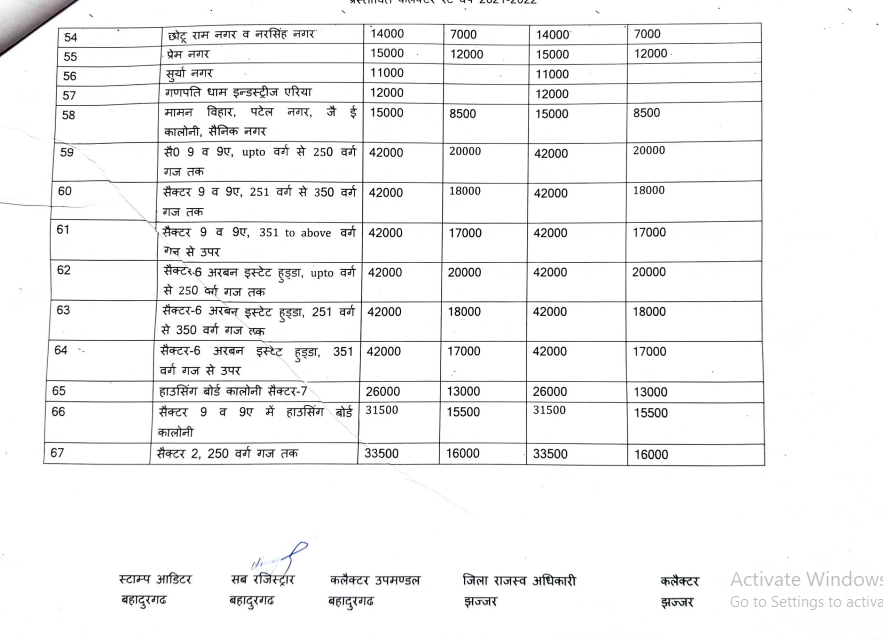 प्रस्तावित कलेक्टर रेट वर्ष 2021-2022
54 छोटू राम नगर व नरसिंह नगर 14000 7000 14000 7000
55 प्रेम नगर 15000 12000 15000 12000
56 सुर्या नगर 11000 11000
57 गणपति धाम इन्डस्ट्रीज एरिया 12000 12000
58 मामन विहार, पटेल नगर, जै ई 15000 8500 15000 8500
कालोनी, सैनिक नगर
59 सै0 9 व 9ए, upto वर्ग से 250 वर्ग 42000 20000 42000 20000
गज तक
60 सैक्टर 9 व 9ए, 251 वर्ग से 350 वर्ग 42000 18000 42000 18000
गज तक
61 सैक्टर 9 व 9ए, 351 to above वर्ग 42000 17000 42000 17000
गज से उपर
62 सैक्टर-6 अरबन इस्टेट हुड्डा, upto वर्ग 42000 20000 42000 20000
से 250 वर्ग गज तक
63 सैक्टर-6 अरबन इस्टेट हुड्डा, 251 वर्ग 42000 18000 42000 18000
से 350 वर्ग गज तक
64 सैक्टर-6 अरबन इस्टेट हुड्डा, 351 42000 17000 42000 17000
वर्ग गज से उपर
65 हाउसिंग बोर्ड कालोनी सैक्टर-7 26000 13000 26000 13000
66 सैक्टर 9 व 9ए में हाउसिंग बोर्ड 31500 15500 31500 15500
कालोनी
67 सैक्टर 2, 250 वर्ग गज तक 33500 16000 33500 16000
स्टाम्प आडिटर सब रजिस्ट्रार कलैक्टर उपमण्डल जिला राजस्व अधिकारी कलैक्टर
बहादुरगढ बहादुरगढ बहादुरगढ झज्जर झज्जर
Activate Windows
Go to Settings to activa